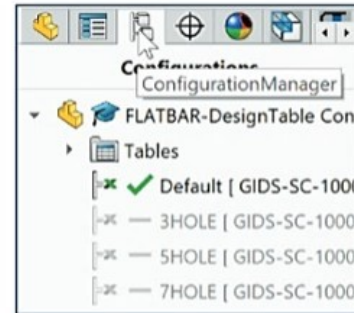 Configurations
ConfigurationManager
FLATBAR-DesignTable Con
Tables
Default [ GIDS-SC-1000
3HOLE [ GIDS-SC-1000
5HOLE [ GIDS-SC-1000
7HOLE [ GIDS-SC-1000